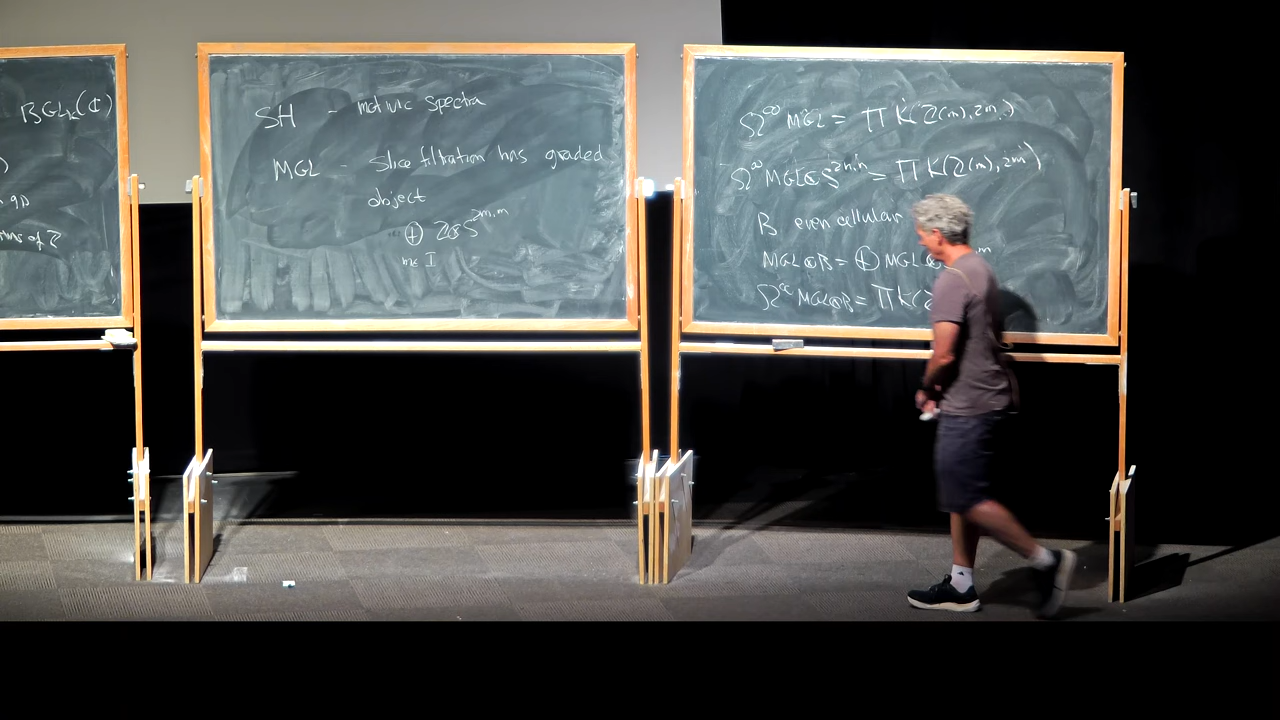 BGLₖ(ℂ)
)
SH - motivic spectra
MGL - Slice filtration has graded
object
⊕ ℤ⊗S^{2m,m}
m∈I
Ω^∞ MGL = ∏ K(ℤ(m), 2m)
Ω^∞ MGL⊗S^{2n,n} = ∏ K(ℤ(m), 2m)
B even cellular
MGL⊗B = ⊕ MGL⊗
Ω^∞ MGL⊗B = ∏ K(ℤ